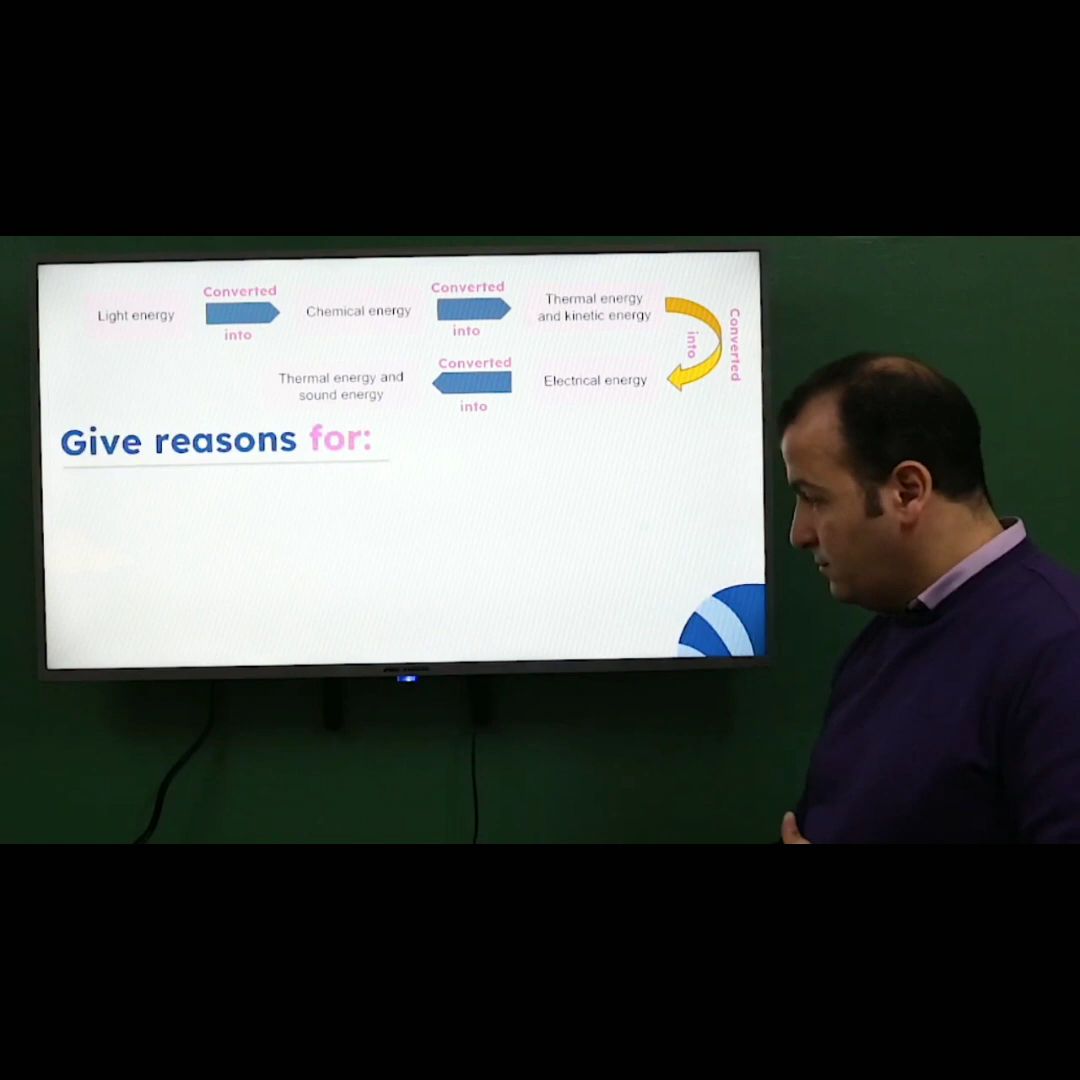 Converted
Light energy
into
Chemical energy
Converted
into
Thermal energy
and kinetic energy
Converted
into
Electrical energy
Converted
into
Thermal energy and
sound energy
Give reasons for: